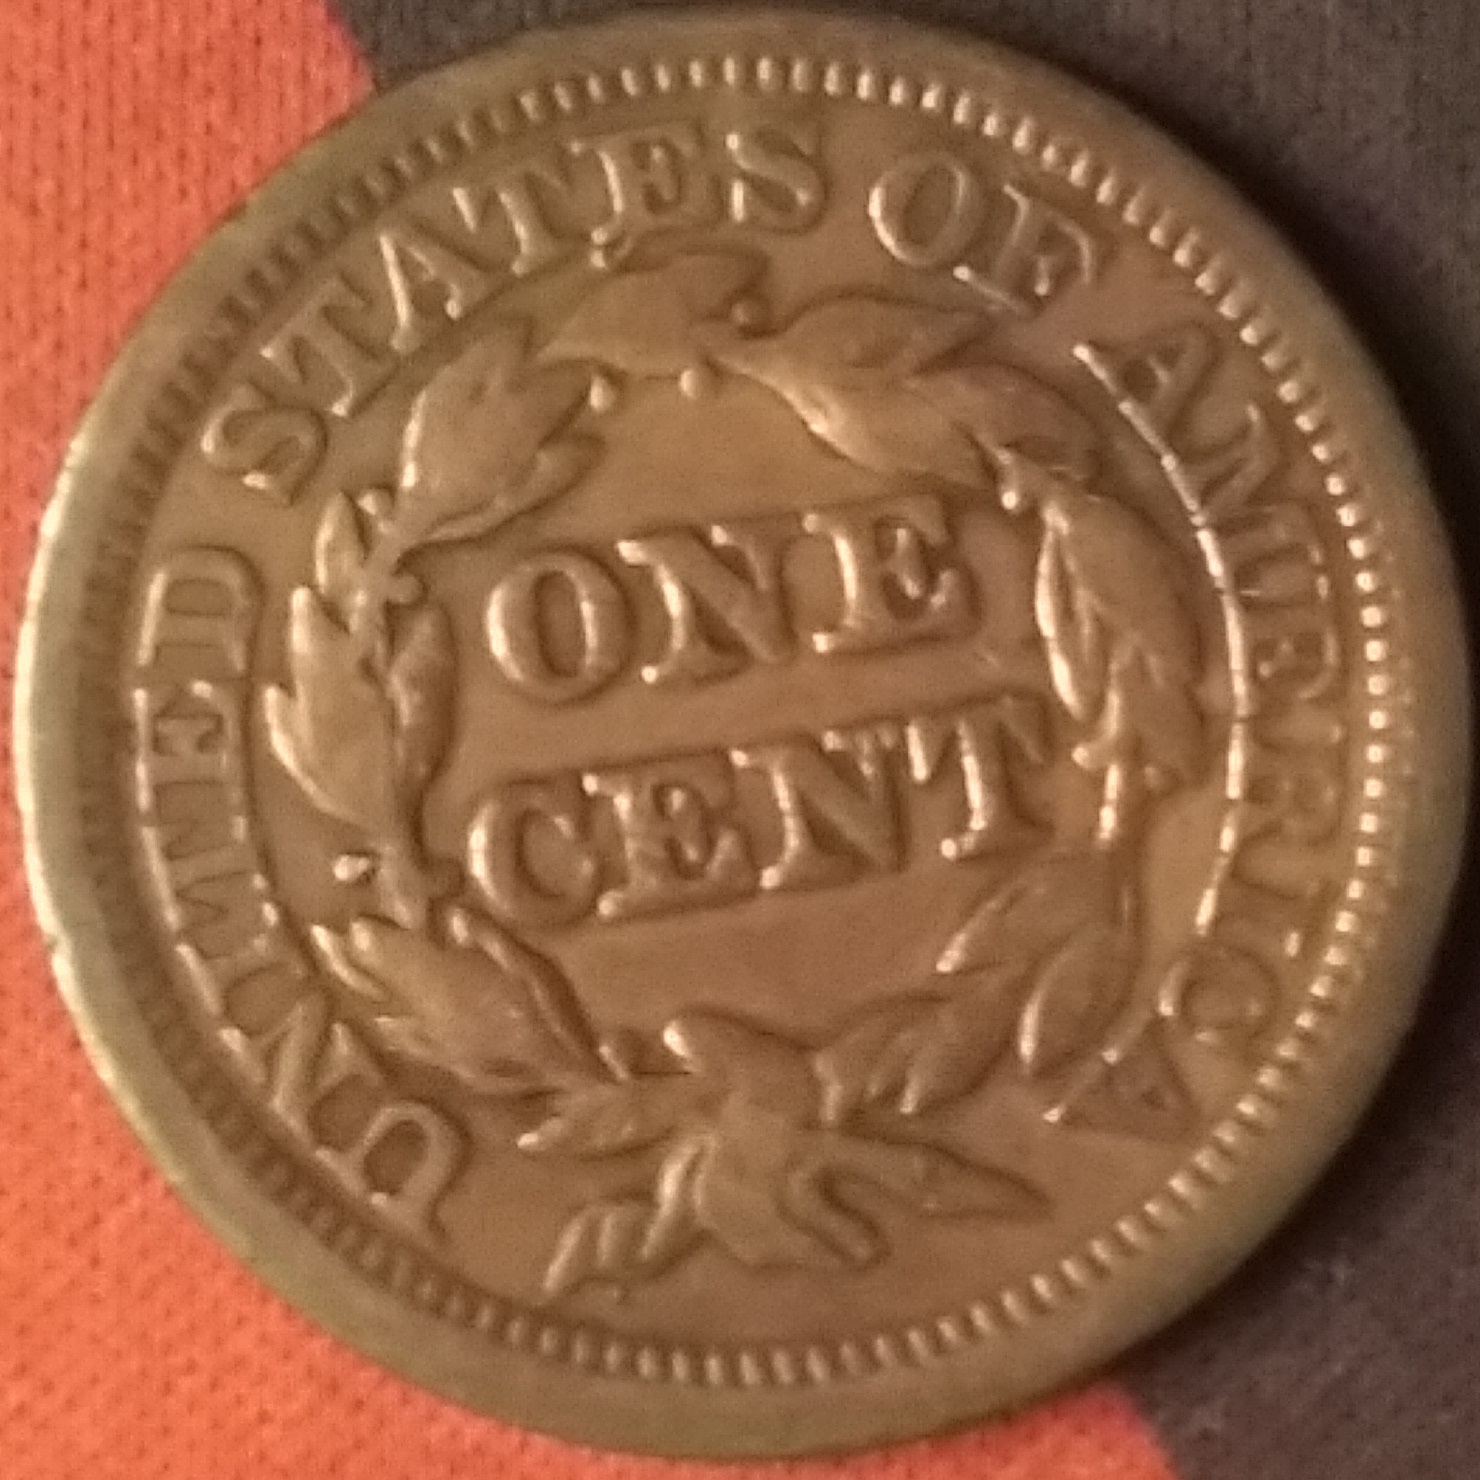 UNITED STATES OF AMERICA
ONE
CENT